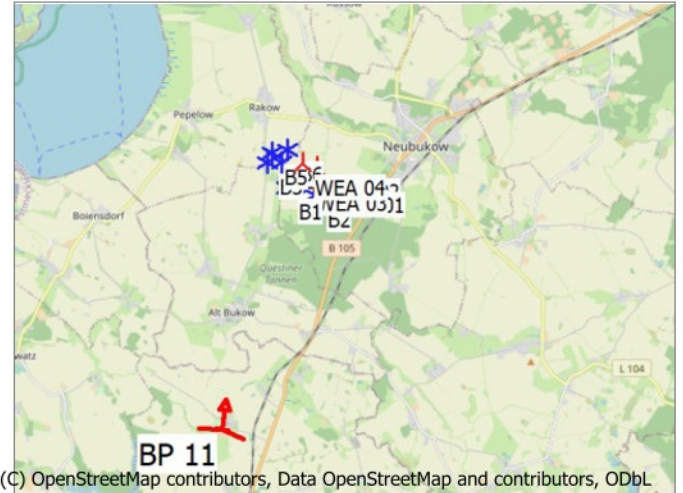 Pepelow
Rakow
Neubukow
B5
WEA 04
WEA 03
B1
B2
Boiensdorf
B 105
Questiner
Tannen
Alt Bukow
L 104
BP 11
(C) OpenStreetMap contributors, Data OpenStreetMap and contributors, ODbL